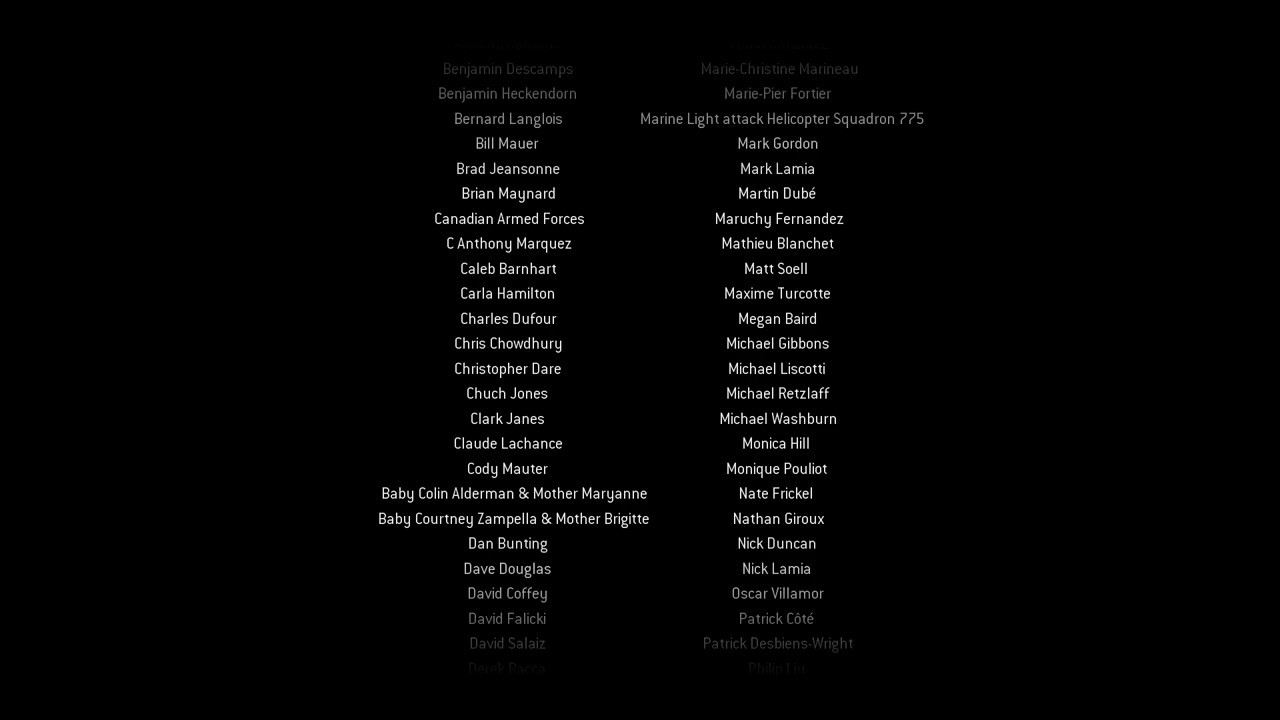 Benjamin Descamps
Benjamin Heckendorn
Bernard Langlois
Bill Mauer
Brad Jeansonne
Brian Maynard
Canadian Armed Forces
C Anthony Marquez
Caleb Barnhart
Carla Hamilton
Charles Dufour
Chris Chowdhury
Christopher Dare
Chuch Jones
Clark Janes
Claude Lachance
Cody Mauter
Baby Colin Alderman & Mother Maryanne
Baby Courtney Zampella & Mother Brigitte
Dan Bunting
Dave Douglas
David Coffey
David Falicki
David Salaiz
Derek Racca
Marie-Christine Marineau
Marie-Pier Fortier
Marine Light attack Helicopter Squadron 775
Mark Gordon
Mark Lamia
Martin Dubé
Maruchy Fernandez
Mathieu Blanchet
Matt Soell
Maxime Turcotte
Megan Baird
Michael Gibbons
Michael Liscotti
Michael Retzlaff
Michael Washburn
Monica Hill
Monique Pouliot
Nate Frickel
Nathan Giroux
Nick Duncan
Nick Lamia
Oscar Villamor
Patrick Côté
Patrick Desbiens-Wright
Philip Liu